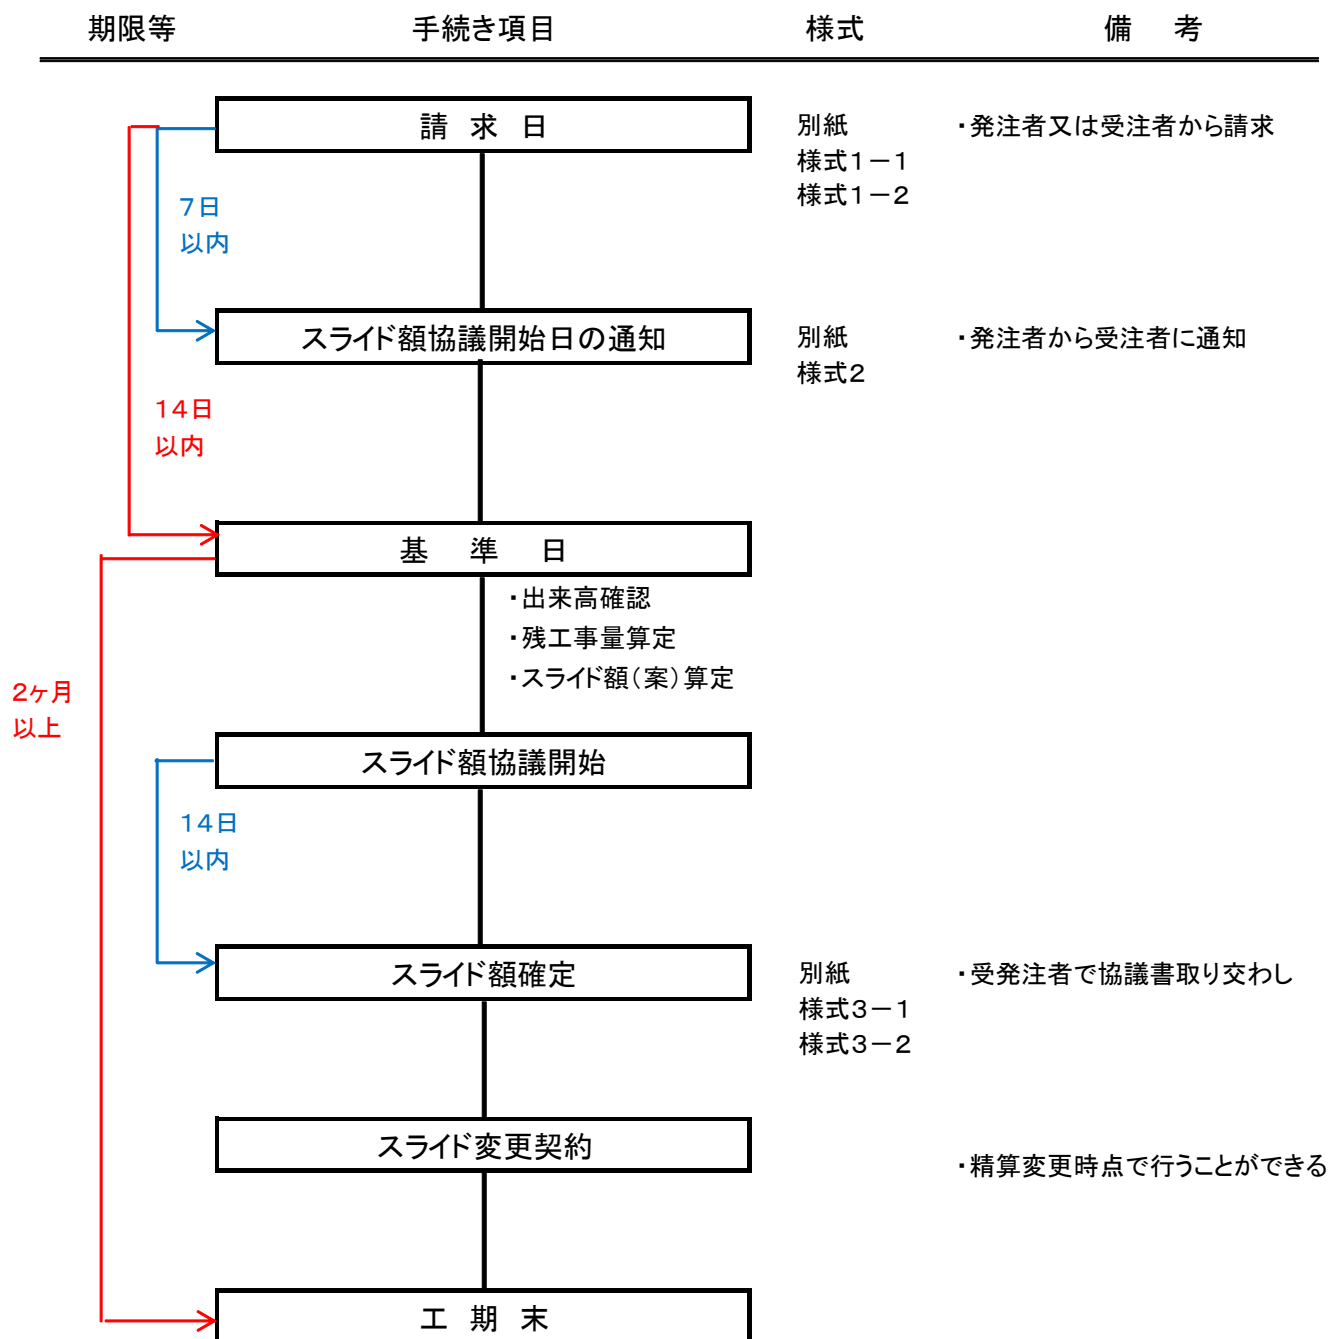 期限等 手続き項目 様式 備 考
請 求 日 別紙 ・発注者又は受注者から請求
様式1-1
様式1-2
7日
以内
スライド額協議開始日の通知 別紙 ・発注者から受注者に通知
様式2
14日
以内
基 準 日
・出来高確認
・残工事量算定
・スライド額(案)算定
2ヶ月
以上
スライド額協議開始
14日
以内
スライド額確定 別紙 ・受発注者で協議書取り交わし
様式3-1
様式3-2
スライド変更契約
・精算変更時点で行うことができる
工 期 末